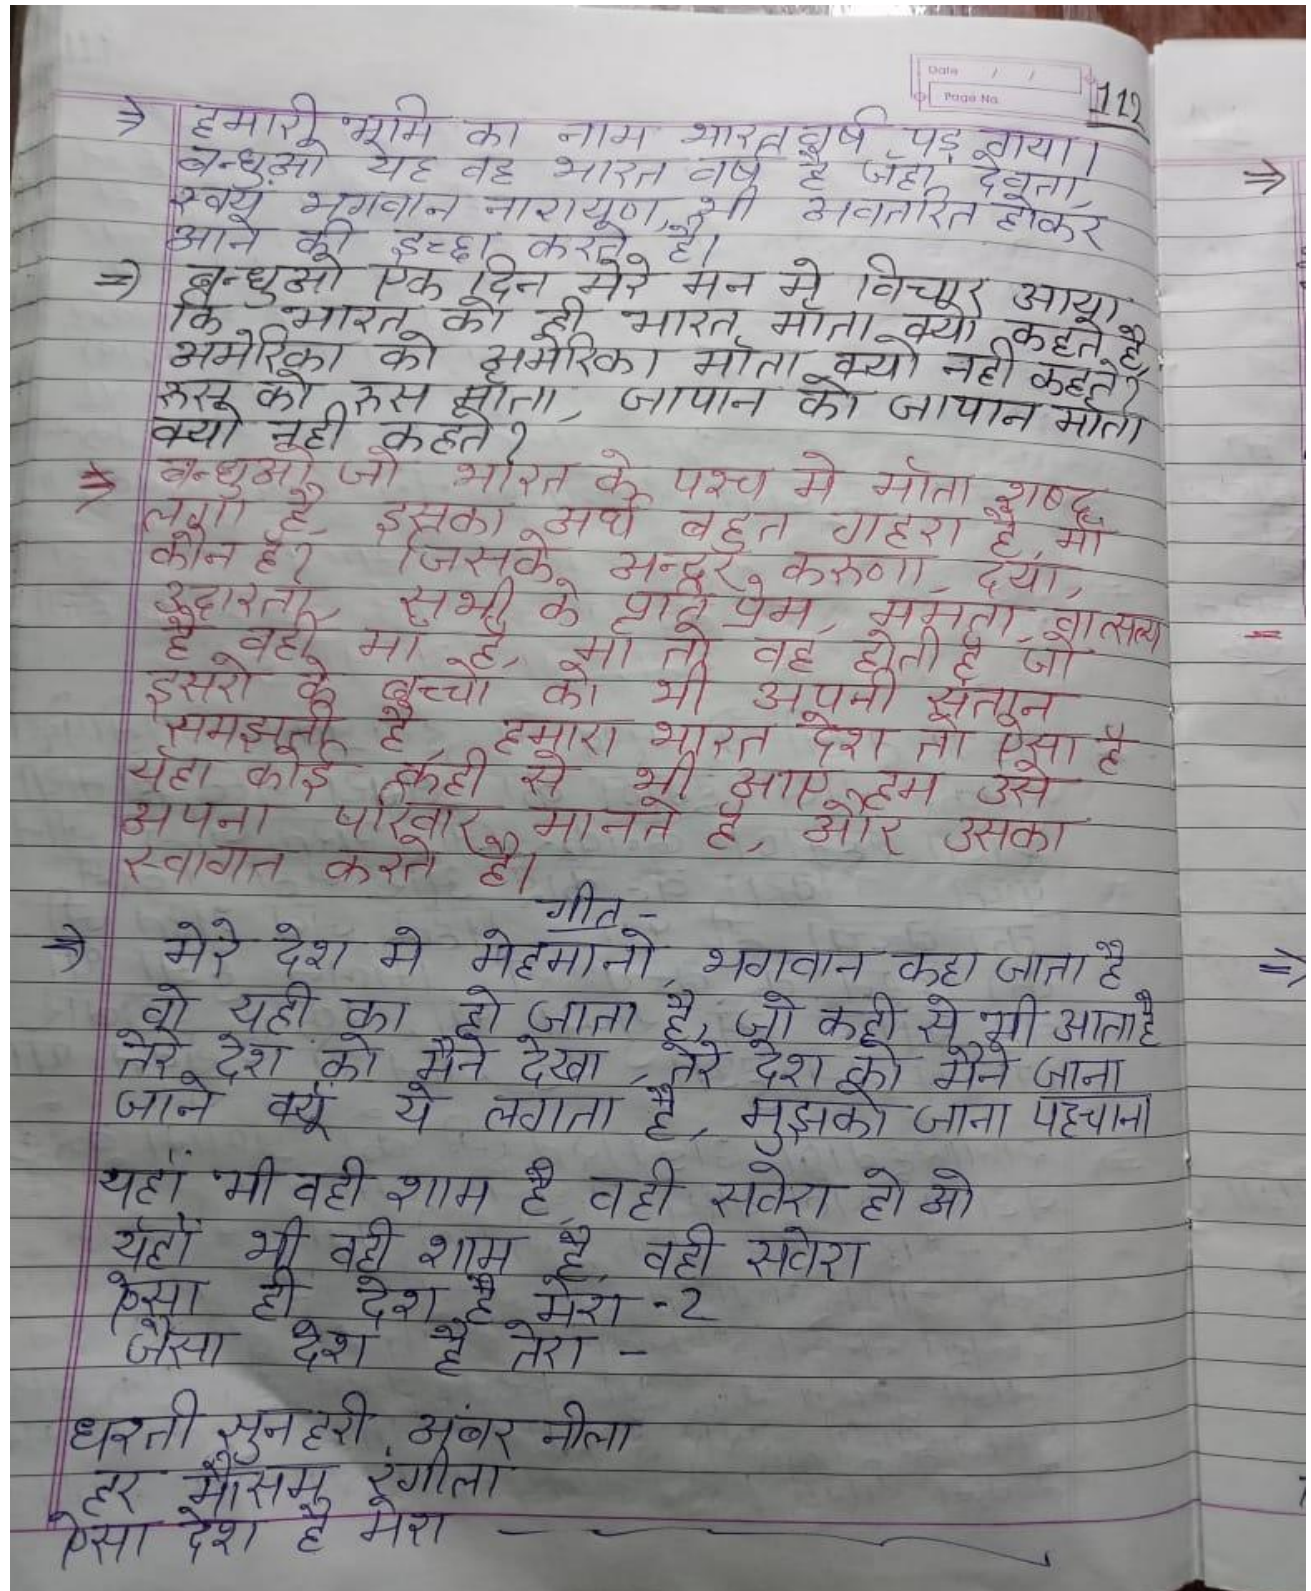 Date / /
Page No
112
⇒ हमारी भूमि का नाम भारतवर्ष पड़ गाया।
बन्धुओ यह वह भारत वर्ष है जँहा देवता,
स्वयं भगवान नारायण भी अवतरित होकर
आने की इच्छा करते है।
⇒ बन्धुओ एक दिन मेरे मन मे विचार आया
कि भारत को ही भारत माँता क्यो कहते है,
अमेरिका को अमेरिका माँता क्यो नही कहते?
रुस को रुस माँता, जापान को जापान माँता
क्यो नही कहते?
⇒ बन्धुओ जो भारत के पश्च मे माँता शब्द
लगा है, इसका अर्थ बहुत गहरा है, माँ
कौन है? जिसके अन्दर करुणा, दया,
उदारता, सभी के प्रति प्रेम, ममता, वात्सल्य
है वही माँ है, माँ तो वह होती है जो
इसरो के बच्चो को भी अपनी संतान
समझती है, हमारा भारत देश तो ऐसा है
यँहा कोई कही से भी आए, हम उसे
अपना परिवार मानते है, और उसका
स्वागत करते है।
गीत -
⇒ मेरे देश मे मेहमानो, भगवान कहा जाता है
वो यही का हो जाता है, जो कही से भी आता है
तेरे देश को मैने देखा, तेरे देश को मैने जाना
जाने क्यूं ये लगता है, मुझको जाना पहचाना
यहाँ भी वही शाम है, वही सवेरा हो ओ
यँहाँ भी वही शाम है, वही सवेरा
ऐसा ही देश है मेरा -2
जैसा देश है तेरा -
धरती सुनहरी, अंबर नीला
हर मौसम रंगीला
ऐसा देश है मेरा
⇒
=
⇒